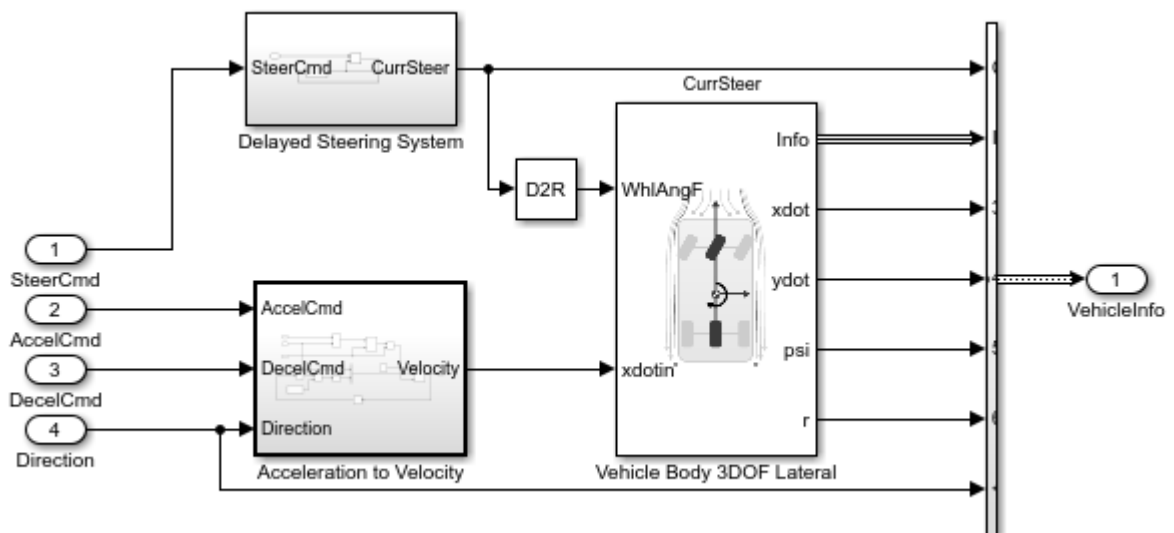 SteerCmd
CurrSteer
Delayed Steering System
CurrSteer
D2R
WhlAngF
xdotin
Info
xdot
ydot
psi
r
Vehicle Body 3DOF Lateral
1
SteerCmd
2
AccelCmd
3
DecelCmd
4
Direction
AccelCmd
DecelCmd
Direction
Velocity
Acceleration to Velocity
1
VehicleInfo